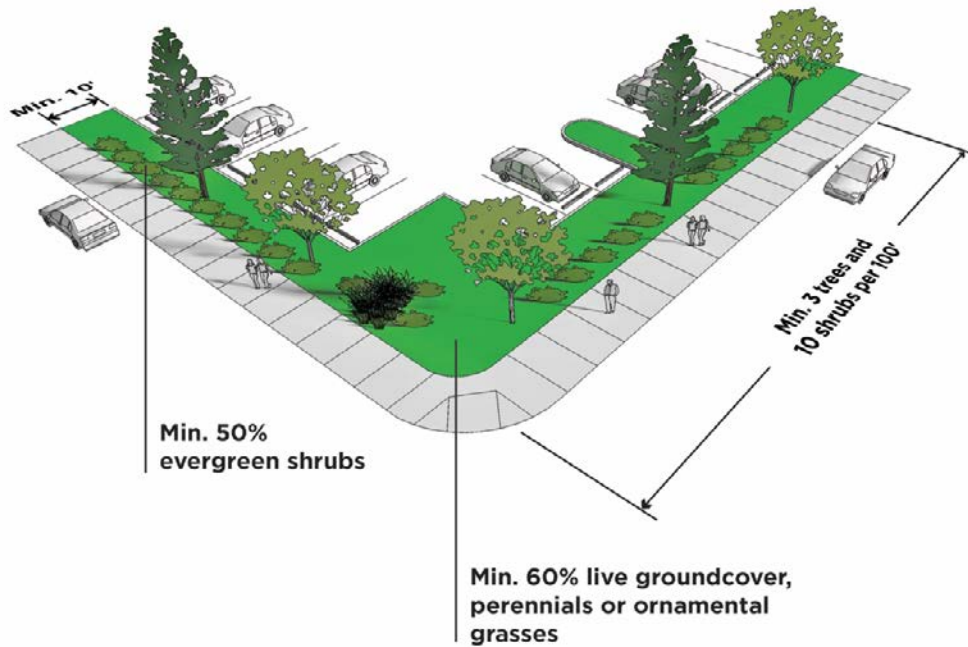 Min. 10'
Min. 3 trees and
10 shrubs per 100'
Min. 50%
evergreen shrubs
Min. 60% live groundcover,
perennials or ornamental
grasses